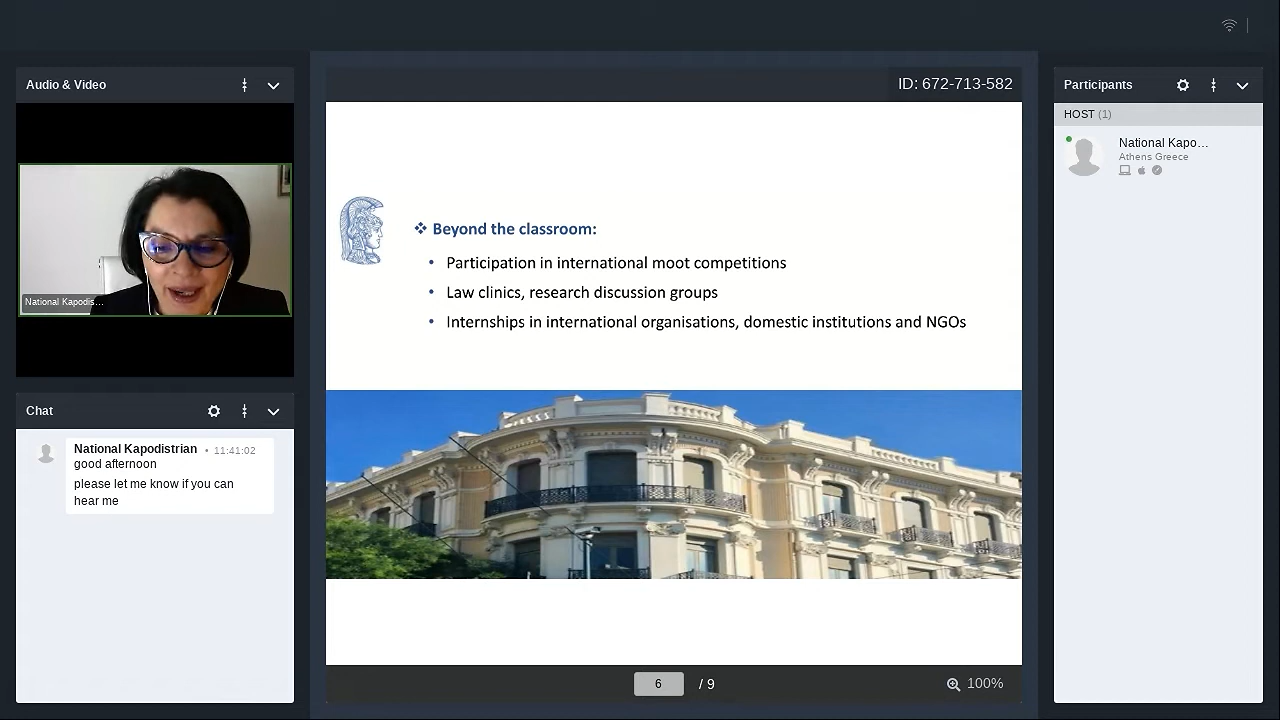 Audio & Video
National Kapodis...
Chat
National Kapodistrian • 11:41:02
good afternoon
please let me know if you can
hear me
ID: 672-713-582
❖ Beyond the classroom:
• Participation in international moot competitions
• Law clinics, research discussion groups
• Internships in international organisations, domestic institutions and NGOs
6 / 9
100%
Participants
HOST (1)
National Kapo...
Athens Greece